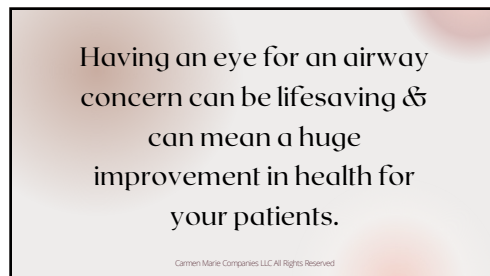 Having an eye for an airway
concern can be lifesaving &
can mean a huge
improvement in health for
your patients.
Carmen Marie Companies LLC All Rights Reserved